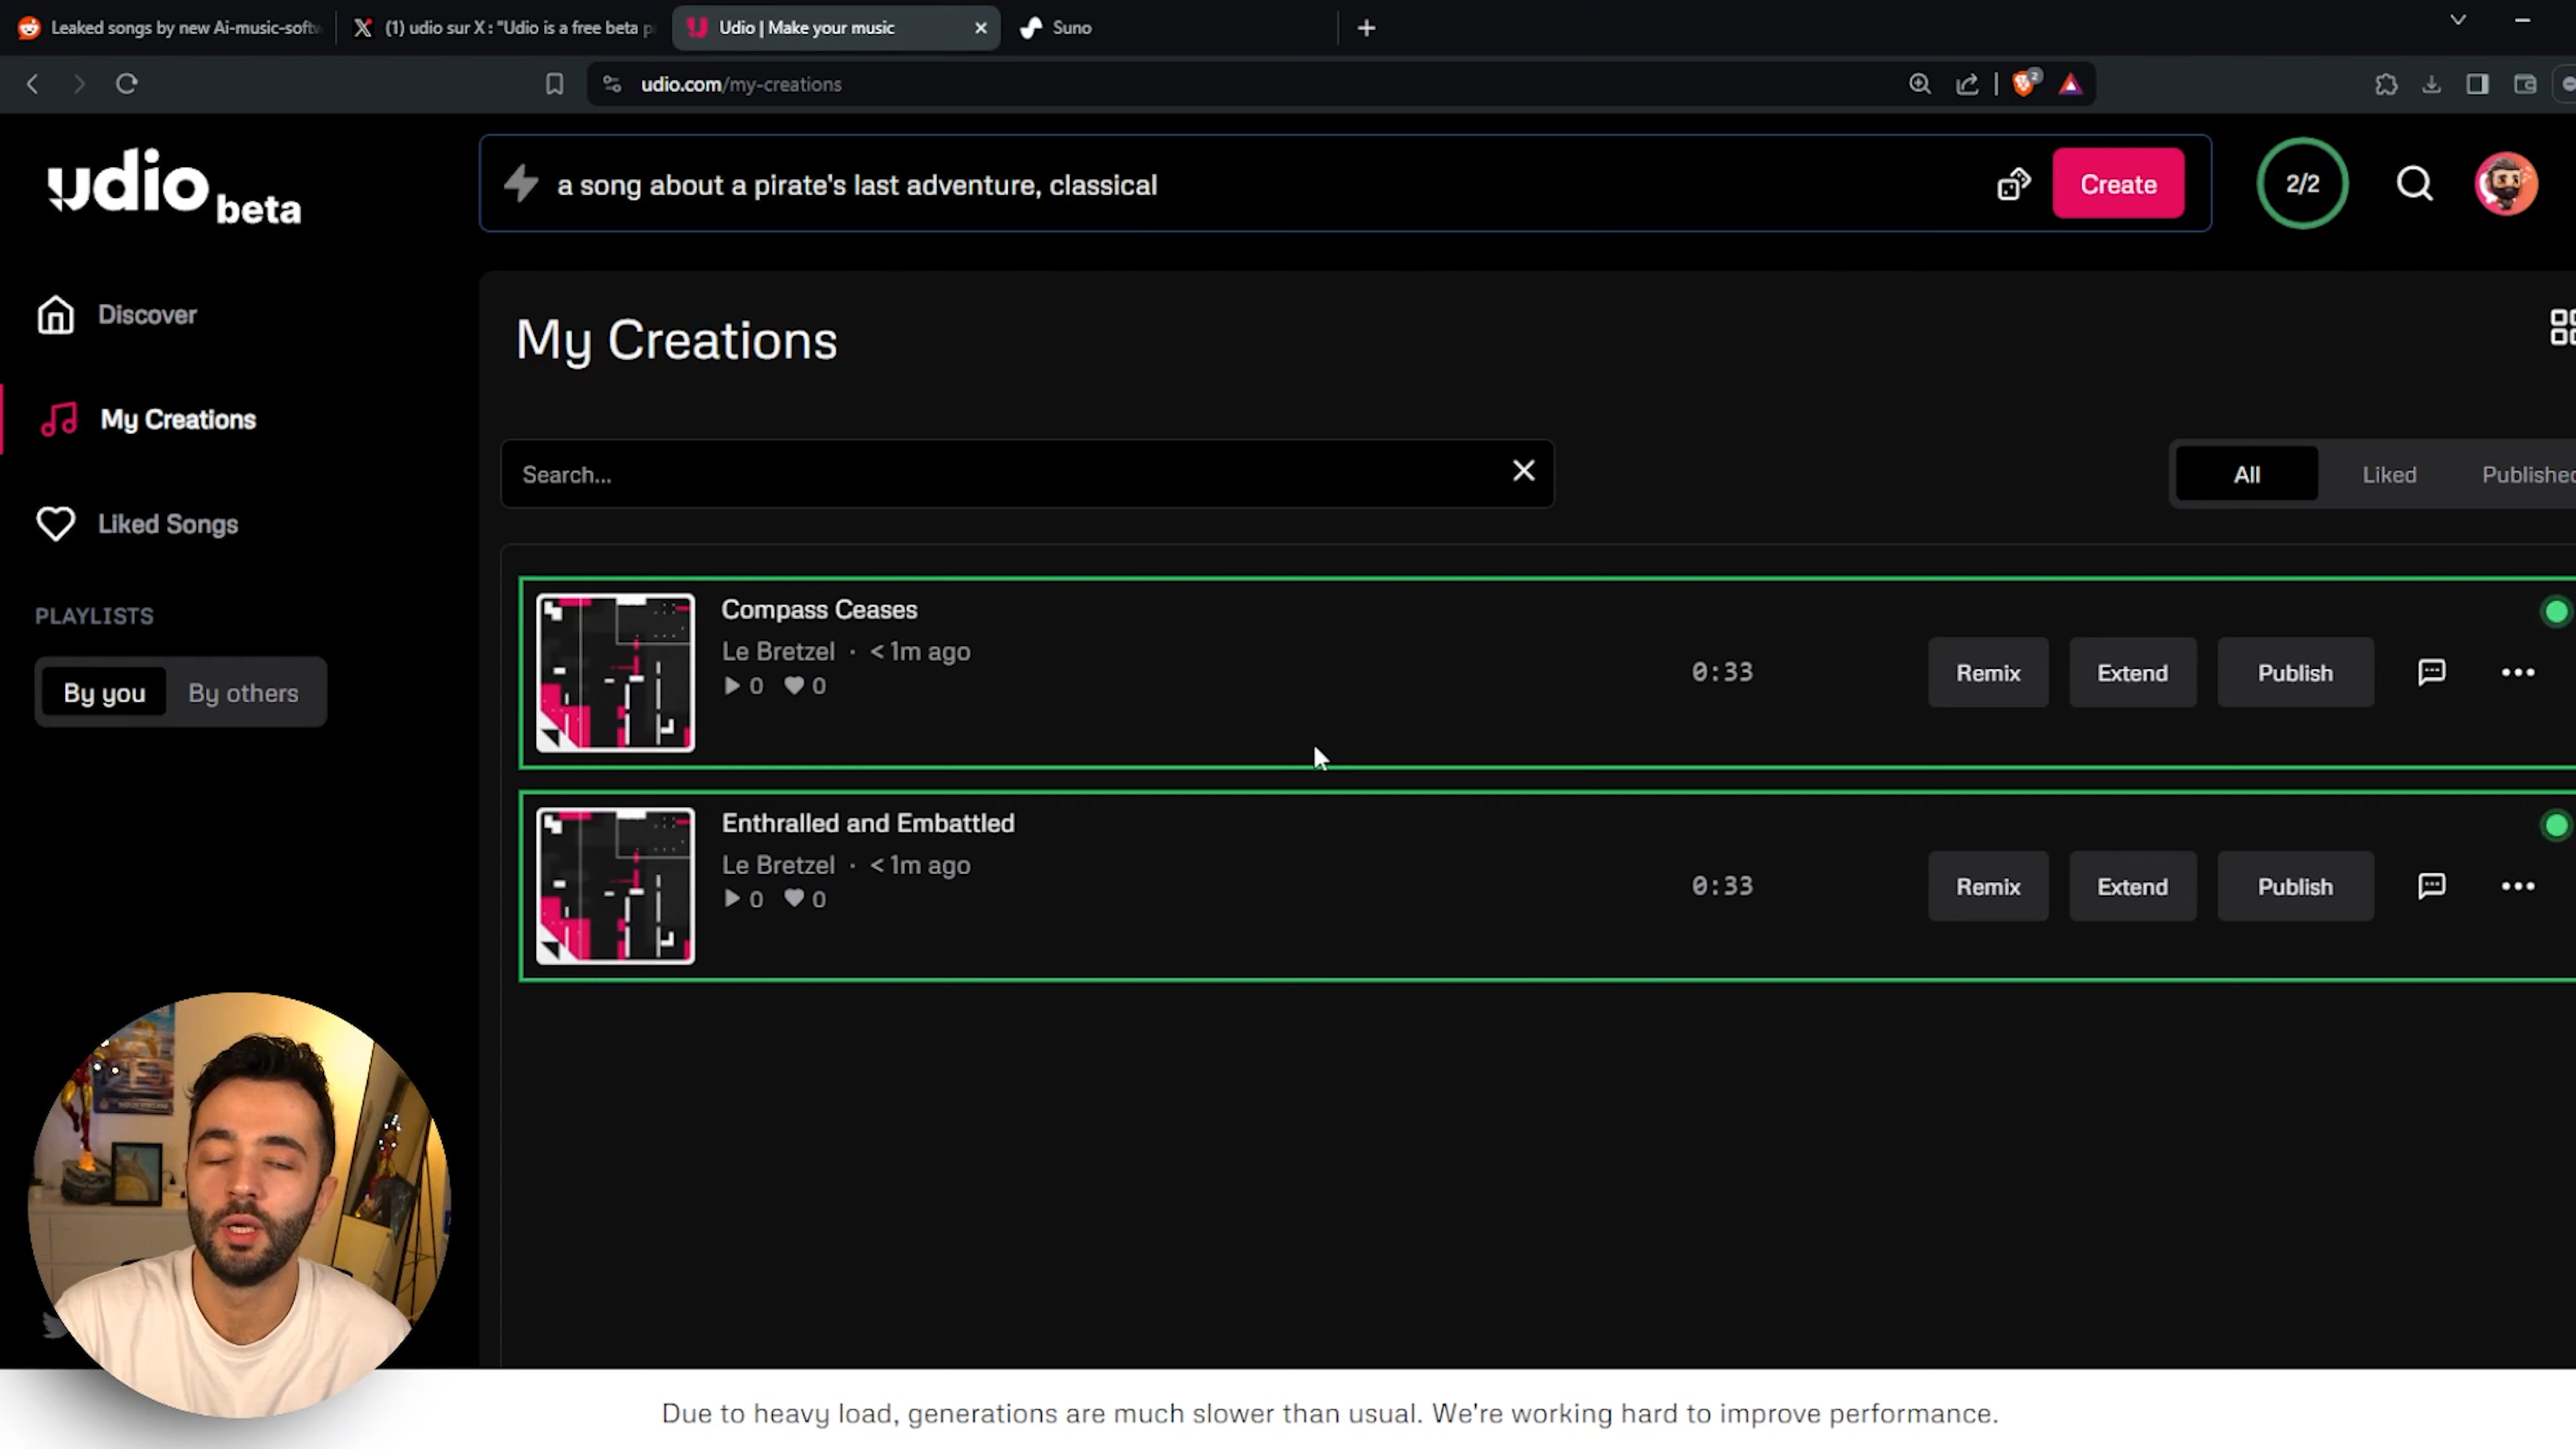 Leaked songs by new Ai-music-softw
(1) udio sur X : "Udio is a free beta p
Udio | Make your music
Suno
udio.com/my-creations
2
udio beta
a song about a pirate's last adventure, classical
Create
2/2
Discover
My Creations
My Creations
Search...
All
Liked
Published
Liked Songs
PLAYLISTS
By you
By others
Compass Ceases
Le Bretzel · < 1m ago
0 0
0:33
Remix
Extend
Publish
Enthralled and Embattled
Le Bretzel · < 1m ago
0 0
0:33
Remix
Extend
Publish
Due to heavy load, generations are much slower than usual. We're working hard to improve performance.